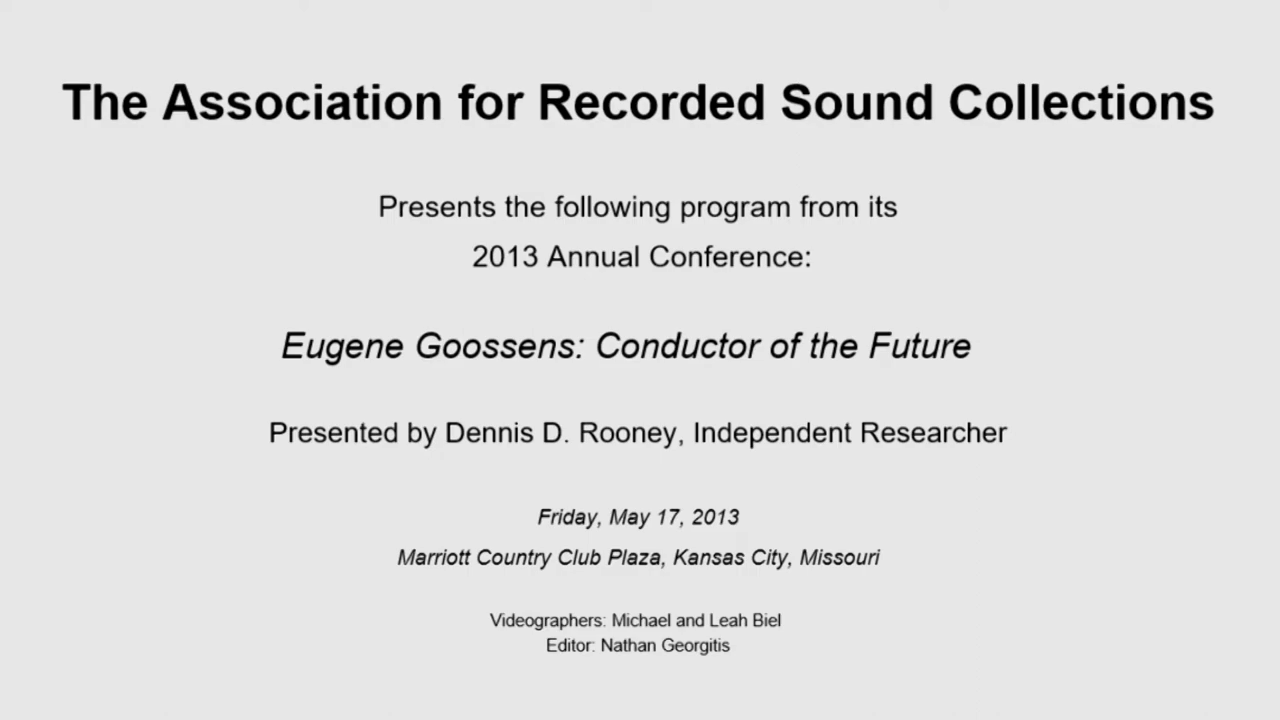 The Association for Recorded Sound Collections
Presents the following program from its
2013 Annual Conference:
Eugene Goossens: Conductor of the Future
Presented by Dennis D. Rooney, Independent Researcher
Friday, May 17, 2013
Marriott Country Club Plaza, Kansas City, Missouri
Videographers: Michael and Leah Biel
Editor: Nathan Georgitis